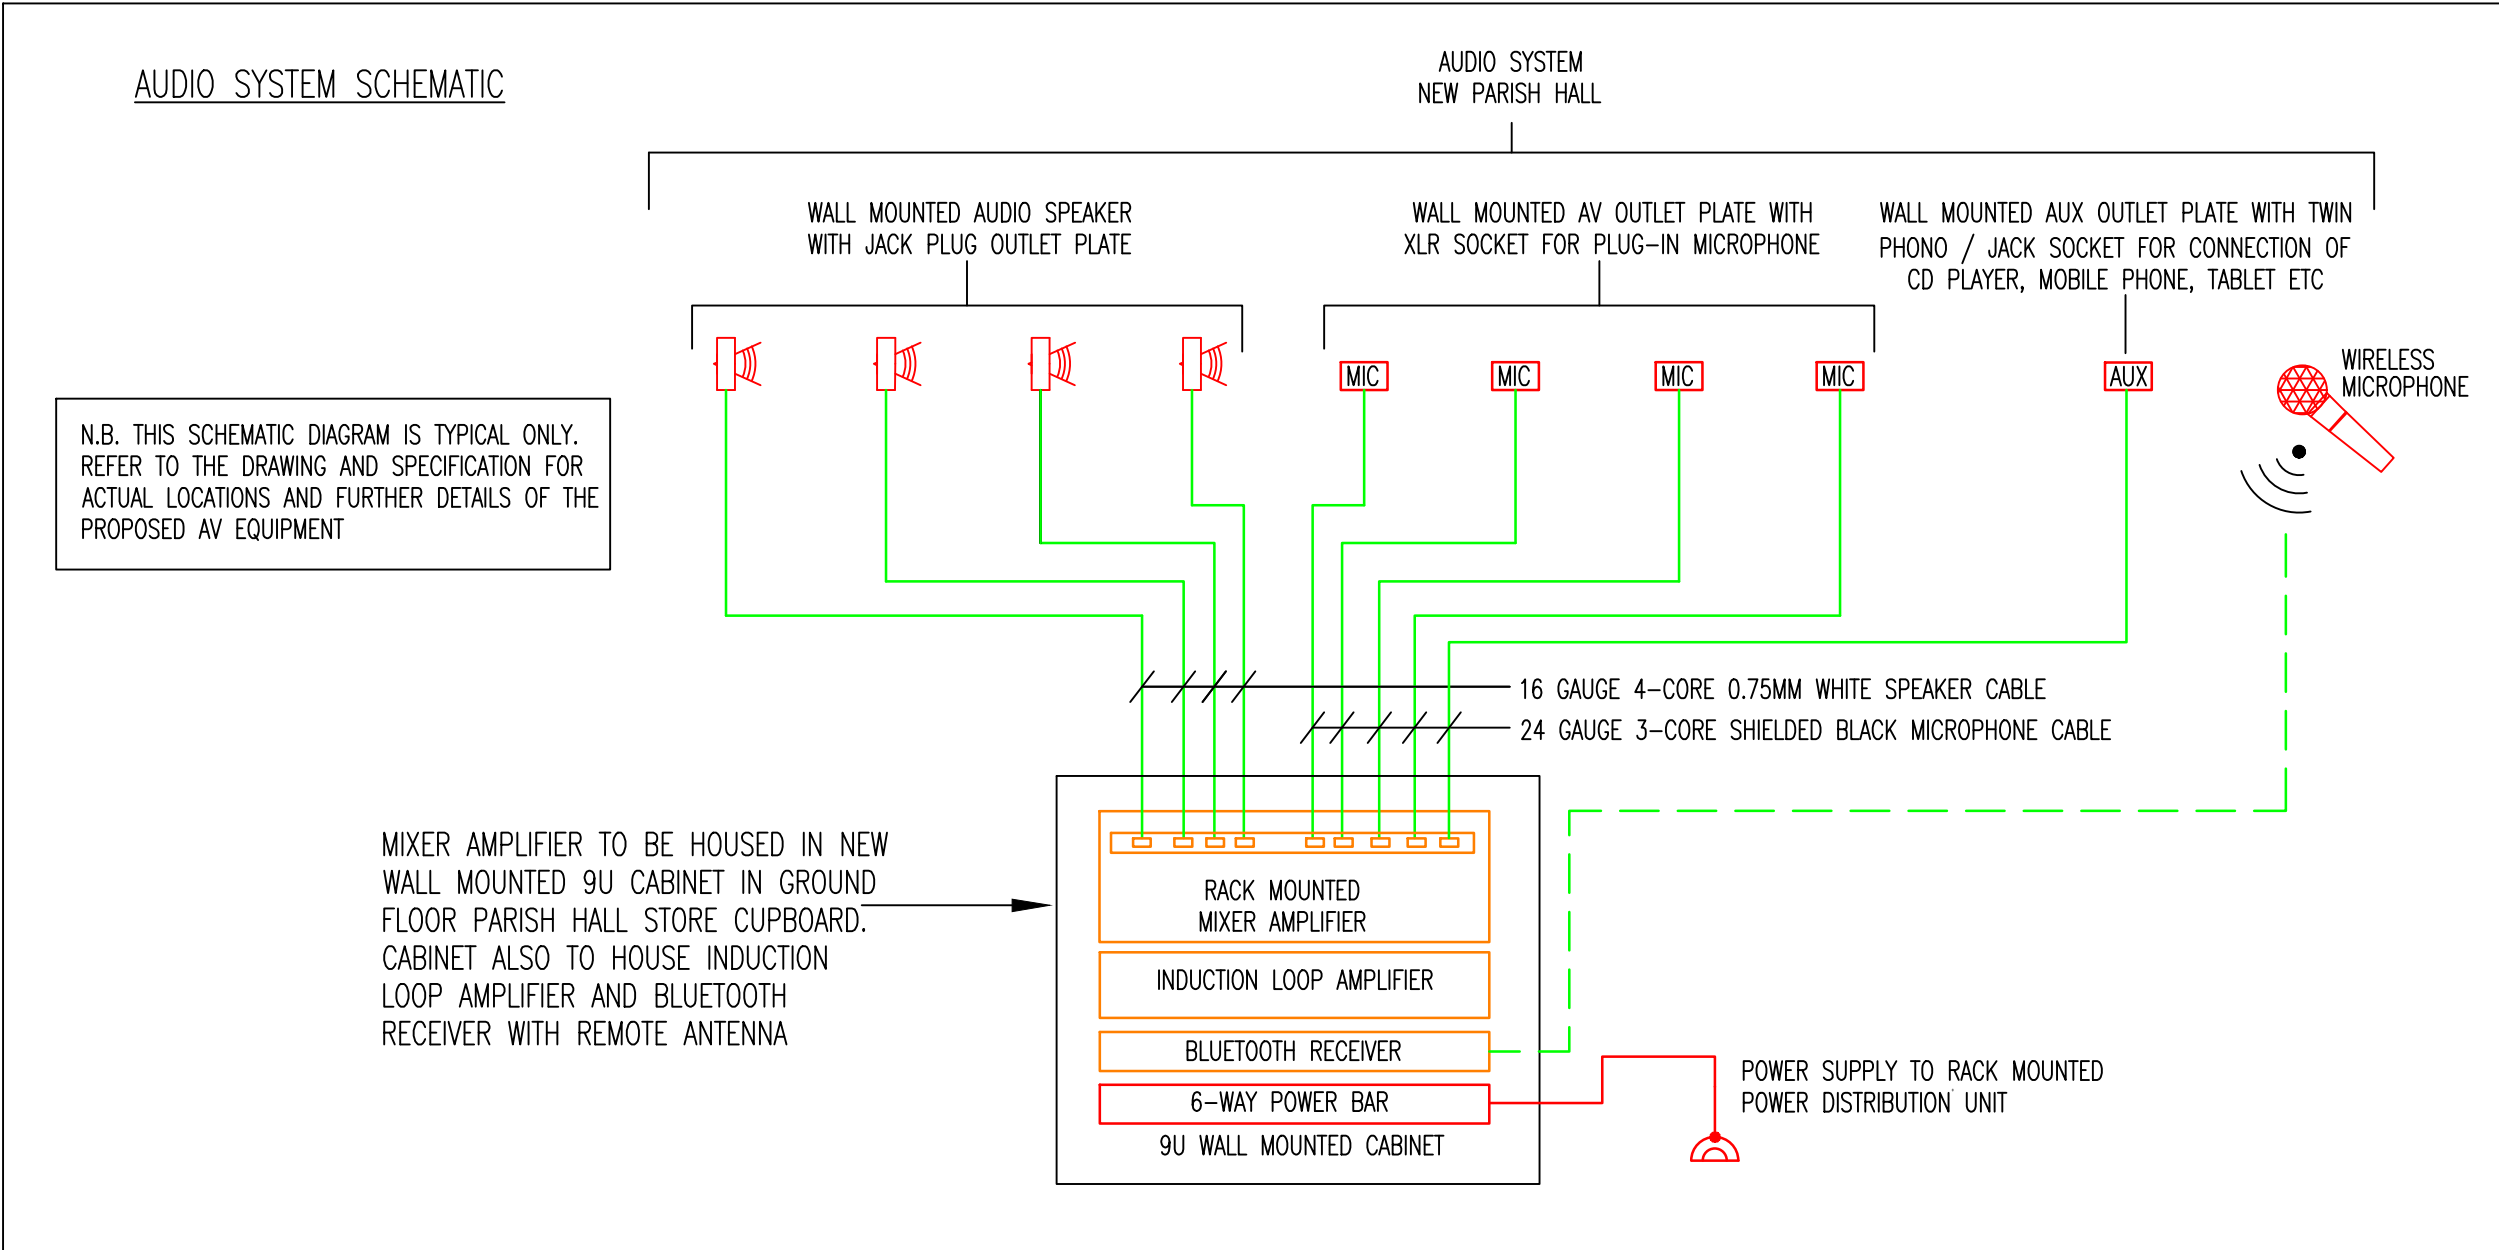 AUDIO SYSTEM SCHEMATIC
AUDIO SYSTEM
NEW PARISH HALL
WALL MOUNTED AUDIO SPEAKER
WITH JACK PLUG OUTLET PLATE
WALL MOUNTED AV OUTLET PLATE WITH
XLR SOCKET FOR PLUG-IN MICROPHONE
WALL MOUNTED AUX OUTLET PLATE WITH TWIN
PHONO / JACK SOCKET FOR CONNECTION OF
CD PLAYER, MOBILE PHONE, TABLET ETC
WIRELESS
MICROPHONE
MIC
MIC
MIC
MIC
AUX
N.B. THIS SCHEMATIC DIAGRAM IS TYPICAL ONLY.
REFER TO THE DRAWING AND SPECIFICATION FOR
ACTUAL LOCATIONS AND FURTHER DETAILS OF THE
PROPOSED AV EQUIPMENT
16 GAUGE 4-CORE 0.75MM WHITE SPEAKER CABLE
24 GAUGE 3-CORE SHIELDED BLACK MICROPHONE CABLE
MIXER AMPLIFIER TO BE HOUSED IN NEW
WALL MOUNTED 9U CABINET IN GROUND
FLOOR PARISH HALL STORE CUPBOARD.
CABINET ALSO TO HOUSE INDUCTION
LOOP AMPLIFIER AND BLUETOOTH
RECEIVER WITH REMOTE ANTENNA
RACK MOUNTED
MIXER AMPLIFIER
INDUCTION LOOP AMPLIFIER
BLUETOOTH RECEIVER
6-WAY POWER BAR
9U WALL MOUNTED CABINET
POWER SUPPLY TO RACK MOUNTED
POWER DISTRIBUTION UNIT